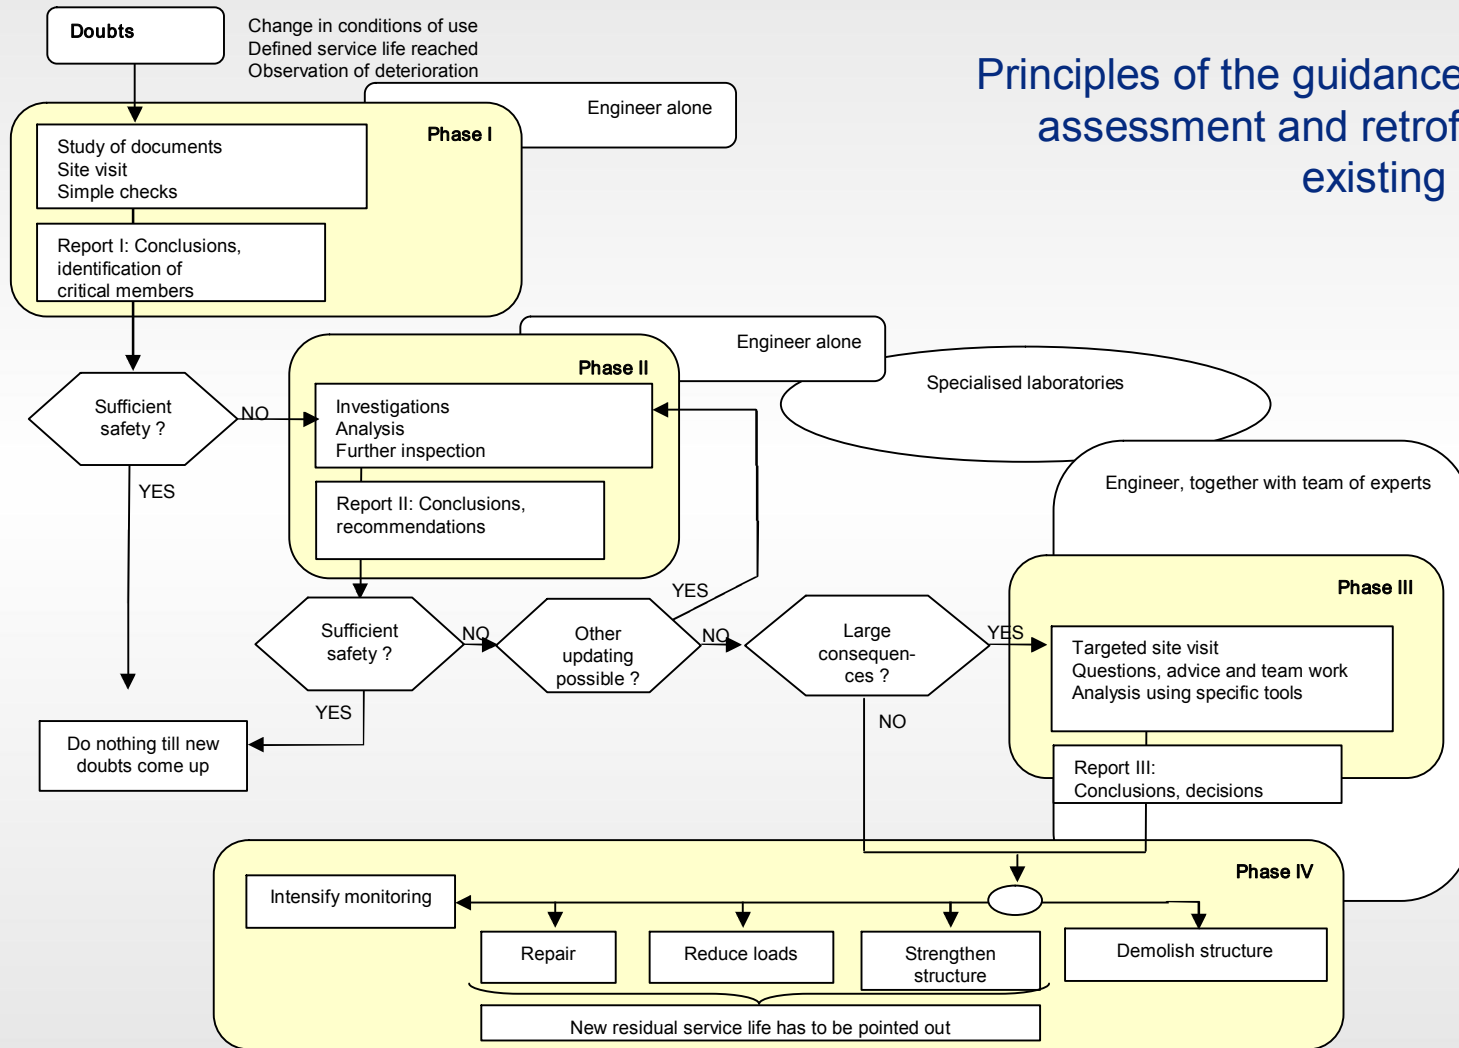 Doubts
Change in conditions of use
Defined service life reached
Observation of deterioration
Principles of the guidance
assessment and retrof
existing
Engineer alone
Phase I
Study of documents
Site visit
Simple checks
Report I: Conclusions,
identification of
critical members
Engineer alone
Phase II
Specialised laboratories
Sufficient
safety ?
NO
Investigations
Analysis
Further inspection
YES
Report II: Conclusions,
recommendations
Engineer, together with team of experts
Phase III
YES
Sufficient
safety ?
NO
Other
updating
possible ?
NO
Large
consequen-
ces ?
YES
Targeted site visit
Questions, advice and team work
Analysis using specific tools
YES
NO
Do nothing till new
doubts come up
Report III:
Conclusions, decisions
Phase IV
Intensify monitoring
Repair
Reduce loads
Strengthen
structure
Demolish structure
New residual service life has to be pointed out